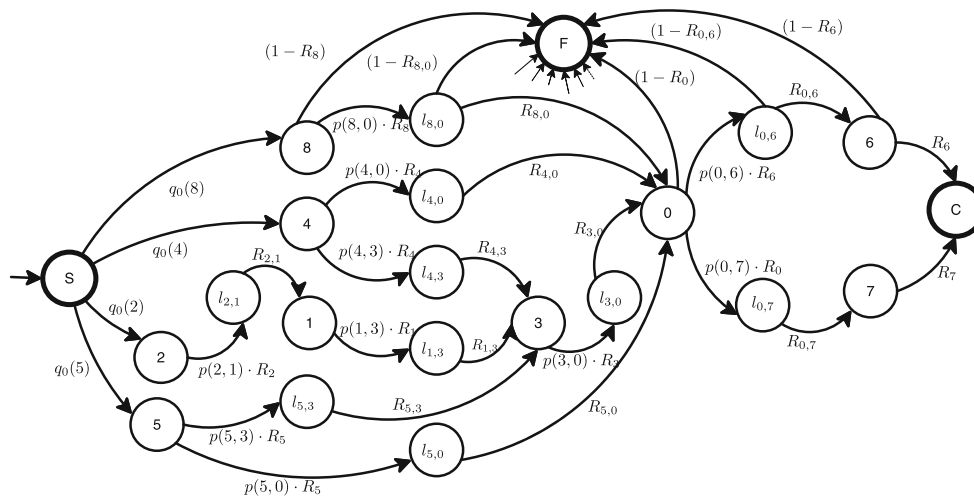 F
(1 − R_8)
(1 − R_{8,0})
(1 − R_0)
(1 − R_{0,6})
(1 − R_6)
8
p(8, 0) · R_8
l_{8,0}
R_{8,0}
l_{0,6}
R_{0,6}
6
R_6
p(0, 6) · R_6
q_0(8)
4
p(4, 0) · R_4
l_{4,0}
R_{4,0}
0
C
q_0(4)
p(4, 3) · R_4
l_{4,3}
R_{4,3}
R_{3,0}
S
R_{2,1}
l_{2,1}
1
p(1, 3) · R_1
l_{1,3}
R_{1,3}
3
l_{3,0}
p(3, 0) · R_3
p(0, 7) · R_0
l_{0,7}
R_{0,7}
7
R_7
q_0(2)
2
p(2, 1) · R_2
q_0(5)
5
p(5, 3) · R_5
l_{5,3}
R_{5,3}
p(5, 0) · R_5
l_{5,0}
R_{5,0}